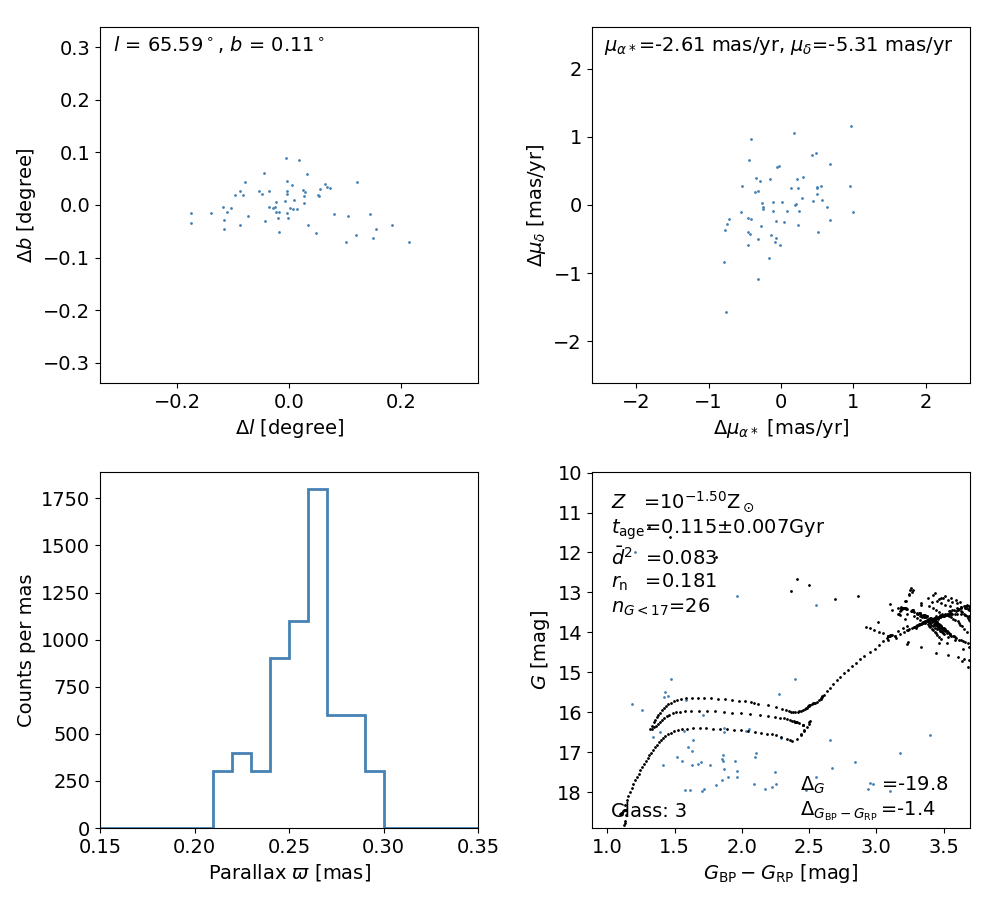 l = 65.59°, b = 0.11°
0.3
0.2
0.1
0.0
−0.1
−0.2
−0.3
Δb [degree]
−0.2 0.0 0.2
Δl [degree]
μα∗=-2.61 mas/yr, μδ=-5.31 mas/yr
2
1
0
−1
−2
Δμδ [mas/yr]
−2 −1 0 1 2
Δμα∗ [mas/yr]
1750
1500
1250
1000
750
500
250
0
Counts per mas
0.15 0.20 0.25 0.30 0.35
Parallax ϖ [mas]
10
11
12
13
14
15
16
17
18
G [mag]
Z =10^−1.50 Z⊙
tage=0.115±0.007Gyr
d̄² =0.083
rn =0.181
nG<17=26
ΔG =-19.8
Class: 3 ΔGBP−GRP =-1.4
1.0 1.5 2.0 2.5 3.0 3.5
GBP − GRP [mag]